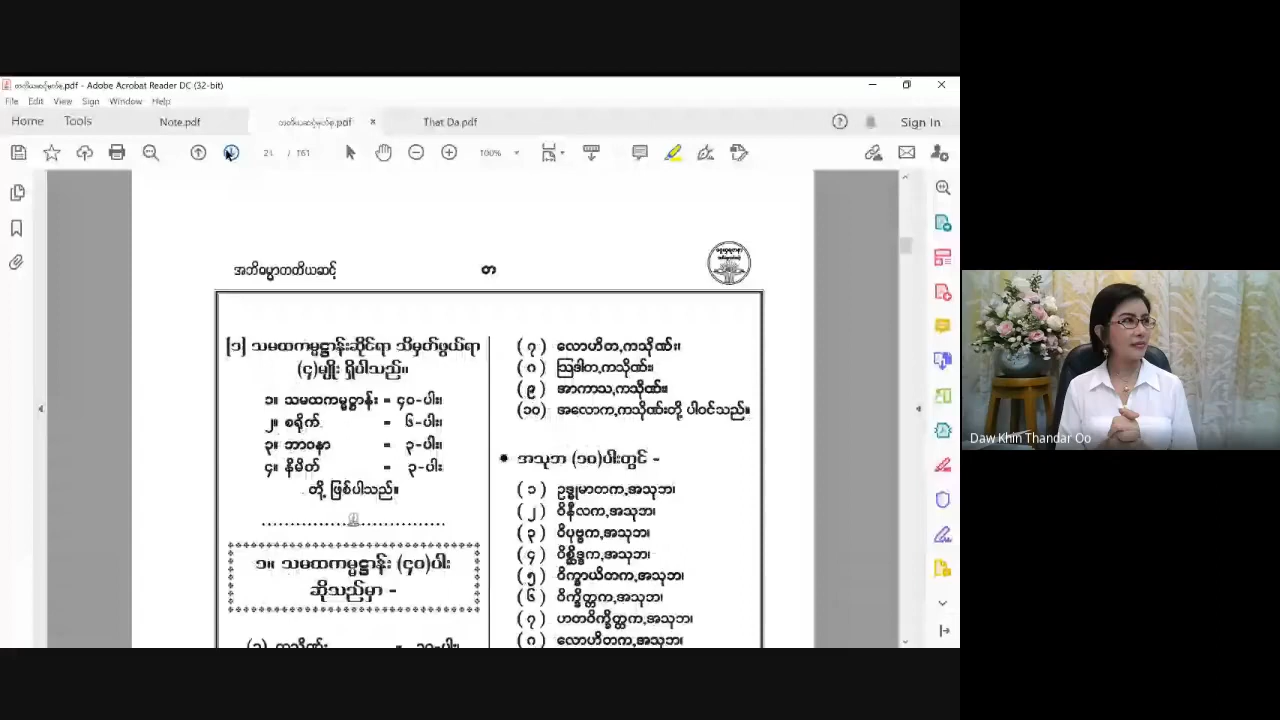 - Adobe Acrobat Reader DC (32-bit)
File Edit View Sign Window Help
Home Tools Note.pdf Thet Da.pdf Sign In
/ 161 100%
အဘိဓမ္မာတတိယဆင့် တ
[၁] သမထကမ္မဋ္ဌာန်းဆိုင်ရာ သိမှတ်ဖွယ်ရာ
(၄)မျိုး ရှိပါသည်။
၁။ သမထကမ္မဋ္ဌာန်း = ၄၀-ပါး၊
၂။ စရိုက် = ၆-ပါး၊
၃။ ဘာဝနာ = ၃-ပါး၊
၄။ နိမိတ် = ၃-ပါး
တို့ ဖြစ်ပါသည်။
၁။ သမထကမ္မဋ္ဌာန်း (၄၀)ပါး
ဆိုသည်မှာ -
(၇) လောဟိတ,ကသိုဏ်း၊
(၈) ဩဒါတ,ကသိုဏ်း၊
(၉) အာကာသ,ကသိုဏ်း၊
(၁၀) အာလောက,ကသိုဏ်းတို့ ပါဝင်သည်။
• အသုဘ (၁၀)ပါးတွင် -
(၁) ဥဒ္ဓုမာတက,အသုဘ၊
(၂) ဝိနီလက,အသုဘ၊
(၃) ဝိပုဗ္ဗက,အသုဘ၊
(၄) ဝိစ္ဆိဒ္ဒက,အသုဘ၊
(၅) ဝိက္ခာယိတက,အသုဘ၊
(၆) ဝိက္ခိတ္တက,အသုဘ၊
(၇) ဟတဝိက္ခိတ္တက,အသုဘ၊
(၈) လောဟိတက,အသုဘ၊
Daw Khin Thandar Oo